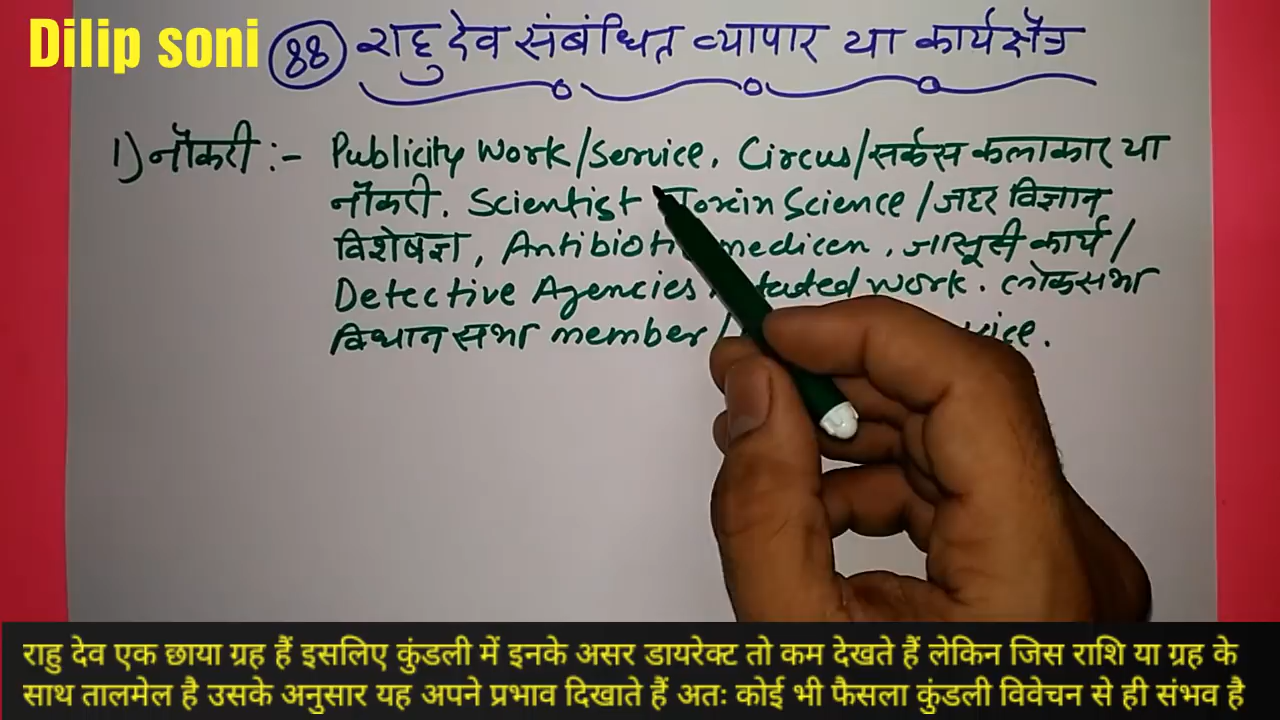 Dilip soni
88 राहु देव संबंधित व्यापार या कार्यक्षेत्र
1) नौकरी :- Publicity work/service. Circus/सर्कस कलाकार या
नौकरी. Scientist Toxin Science/जहर विज्ञान
विशेषज्ञ, medicen. जासूसी कार्य/
Detective Agencies work. लोकसभा
विधानसभा member/
राहु देव एक छाया ग्रह हैं इसलिए कुंडली में इनके असर डायरेक्ट तो कम देखते हैं लेकिन जिस राशि या ग्रह के
साथ तालमेल है उसके अनुसार यह अपने प्रभाव दिखाते हैं अतः कोई भी फैसला कुंडली विवेचन से ही संभव है